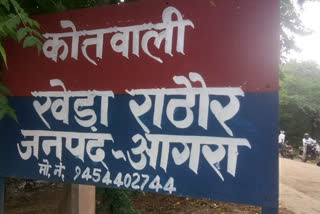 कोतवाली
खेड़ा राठौर
जनपद-आगरा
मो. नं. 9454402744